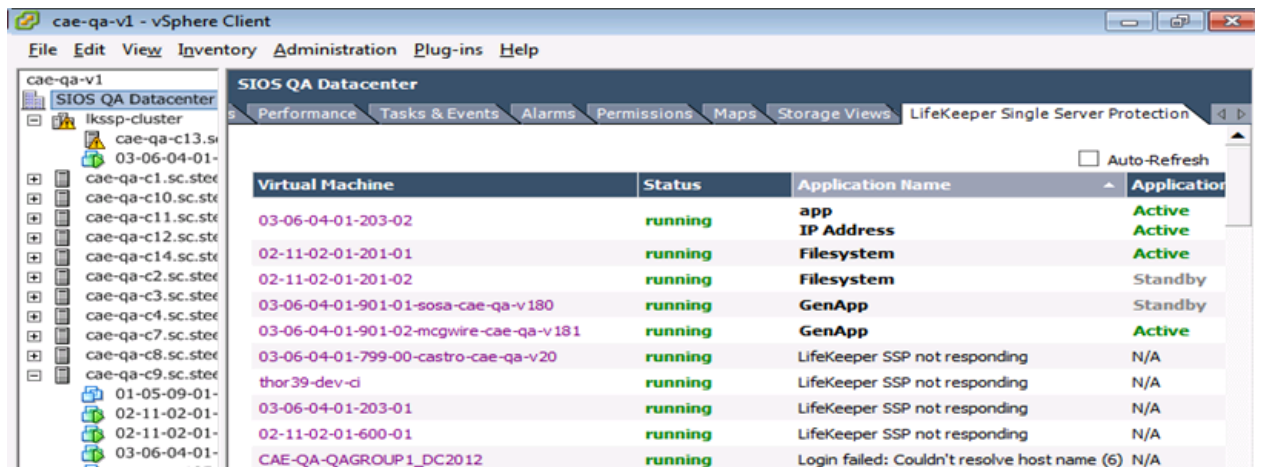 cae-qa-v1 - vSphere Client
File Edit View Inventory Administration Plug-ins Help
cae-qa-v1
SIOS QA Datacenter
lkssp-cluster
cae-qa-c13.s
03-06-04-01-
cae-qa-c1.sc.stee
cae-qa-c10.sc.ste
cae-qa-c11.sc.ste
cae-qa-c12.sc.ste
cae-qa-c14.sc.ste
cae-qa-c2.sc.stee
cae-qa-c3.sc.stee
cae-qa-c4.sc.stee
cae-qa-c7.sc.stee
cae-qa-c8.sc.stee
cae-qa-c9.sc.stee
01-05-09-01-
02-11-02-01-
02-11-02-01-
03-06-04-01-
SIOS QA Datacenter
s Performance Tasks & Events Alarms Permissions Maps Storage Views LifeKeeper Single Server Protection
Auto-Refresh
Virtual Machine Status Application Name Application
03-06-04-01-203-02 running app Active
IP Address Active
02-11-02-01-201-01 running Filesystem Active
02-11-02-01-201-02 running Filesystem Standby
03-06-04-01-901-01-sosa-cae-qa-v180 running GenApp Standby
03-06-04-01-901-02-mcgwire-cae-qa-v181 running GenApp Active
03-06-04-01-799-00-castro-cae-qa-v20 running LifeKeeper SSP not responding N/A
thor39-dev-ci running LifeKeeper SSP not responding N/A
03-06-04-01-203-01 running LifeKeeper SSP not responding N/A
02-11-02-01-600-01 running LifeKeeper SSP not responding N/A
CAE-QA-QAGROUP1_DC2012 running Login failed: Couldn't resolve host name (6) N/A